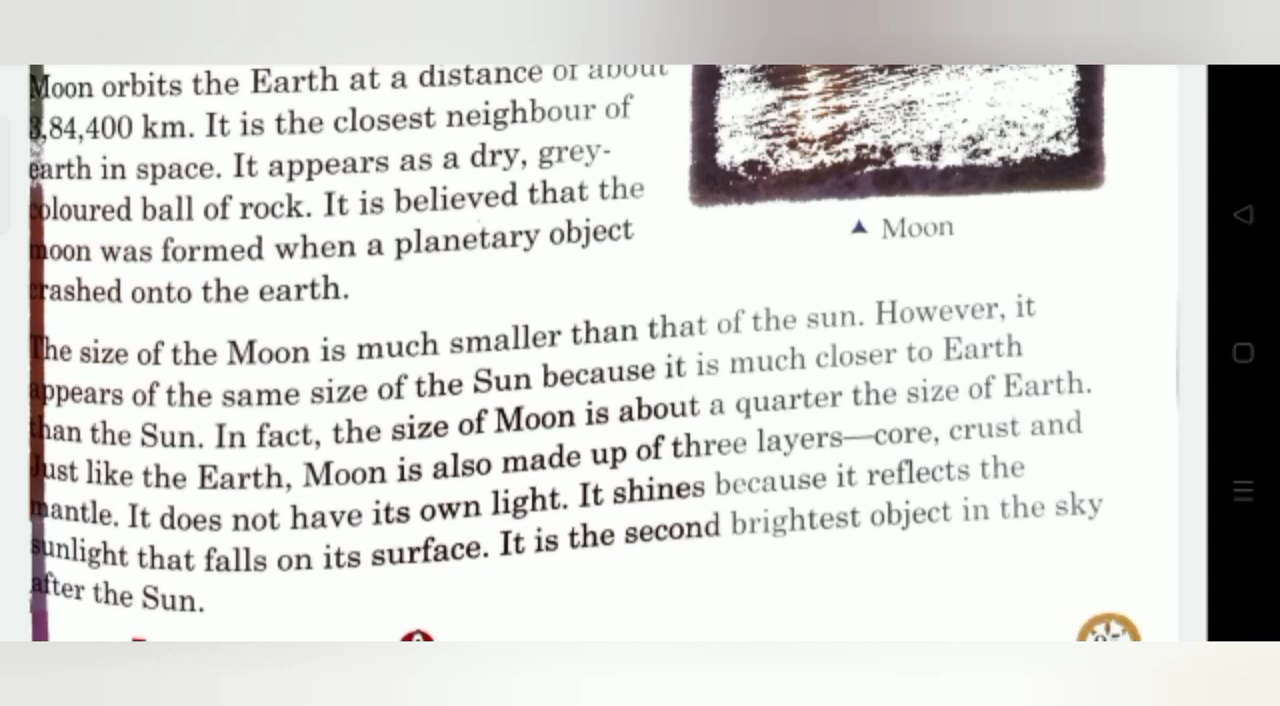 Moon orbits the Earth at a distance of about
3,84,400 km. It is the closest neighbour of
earth in space. It appears as a dry, grey-
coloured ball of rock. It is believed that the
moon was formed when a planetary object
crashed onto the earth.
▲ Moon
The size of the Moon is much smaller than that of the sun. However, it
appears of the same size of the Sun because it is much closer to Earth
than the Sun. In fact, the size of Moon is about a quarter the size of Earth.
Just like the Earth, Moon is also made up of three layers—core, crust and
mantle. It does not have its own light. It shines because it reflects the
sunlight that falls on its surface. It is the second brightest object in the sky
after the Sun.